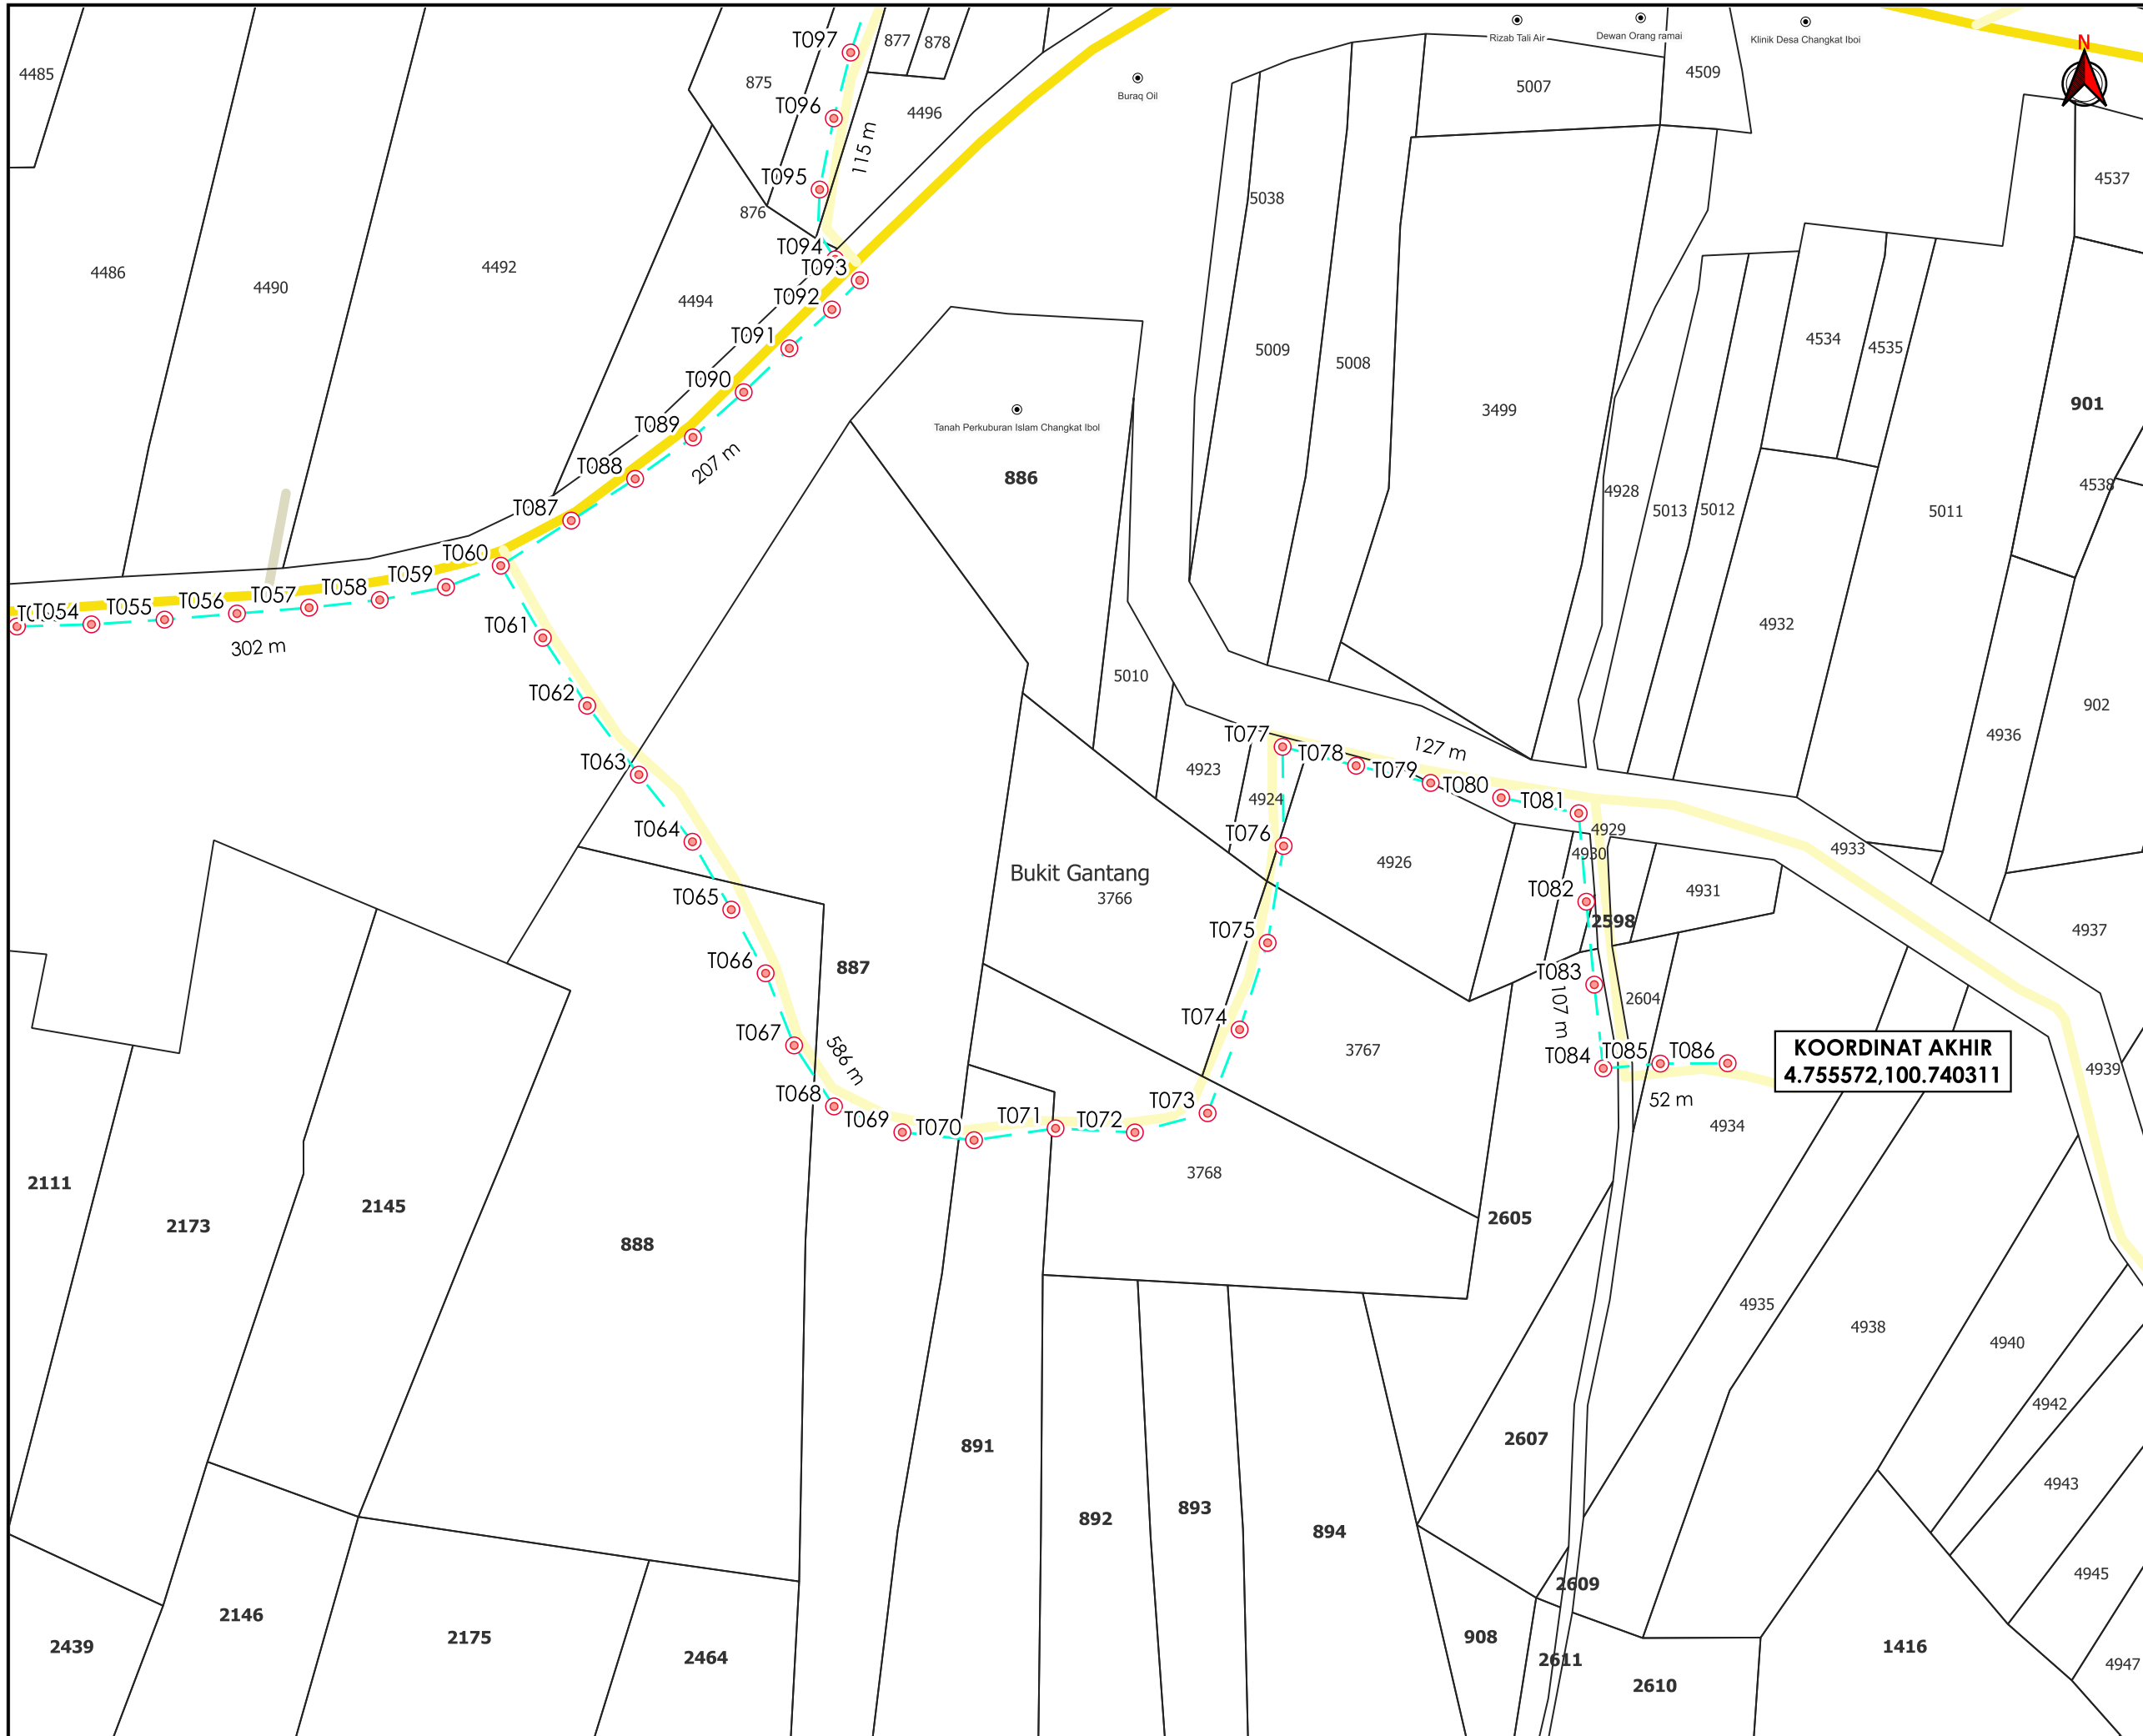 T097
877
878
Rizab Tali Air
Dewan Orang ramai
Klinik Desa Changkat Iboi
N
4485
875
5007
4509
Buraq Oil
T096
4496
115 m
4537
T095
5038
876
T094
4486
4490
4492
T093
4494
T092
T091
4534
4535
5009
5008
T090
3499
901
T089
Tanah Perkuburan Islam Changkat Ibol
207 m
T088
886
4538
4928
T087
5013
5012
5011
T060
T059
T058
T057
T056
T055
T054
T061
4932
302 m
5010
T062
902
T077
4936
127 m
T078
T063
4923
T079
T080
4924
T081
T064
T076
4929
4933
4930
4926
Bukit Gantang
3766
T082
4931
T065
2598
T075
4937
T066
887
T083
2604
107 m
T074
T067
586 m
3767
T084
T085
T086
KOORDINAT AKHIR
4.755572,100.740311
4939
T068
T073
52 m
T069
T070
T071
T072
4934
3768
2111
2173
2145
2605
888
4935
4938
4940
4942
2607
891
4943
892
893
894
4945
2609
2146
2439
2175
2464
908
2611
1416
4947
2610